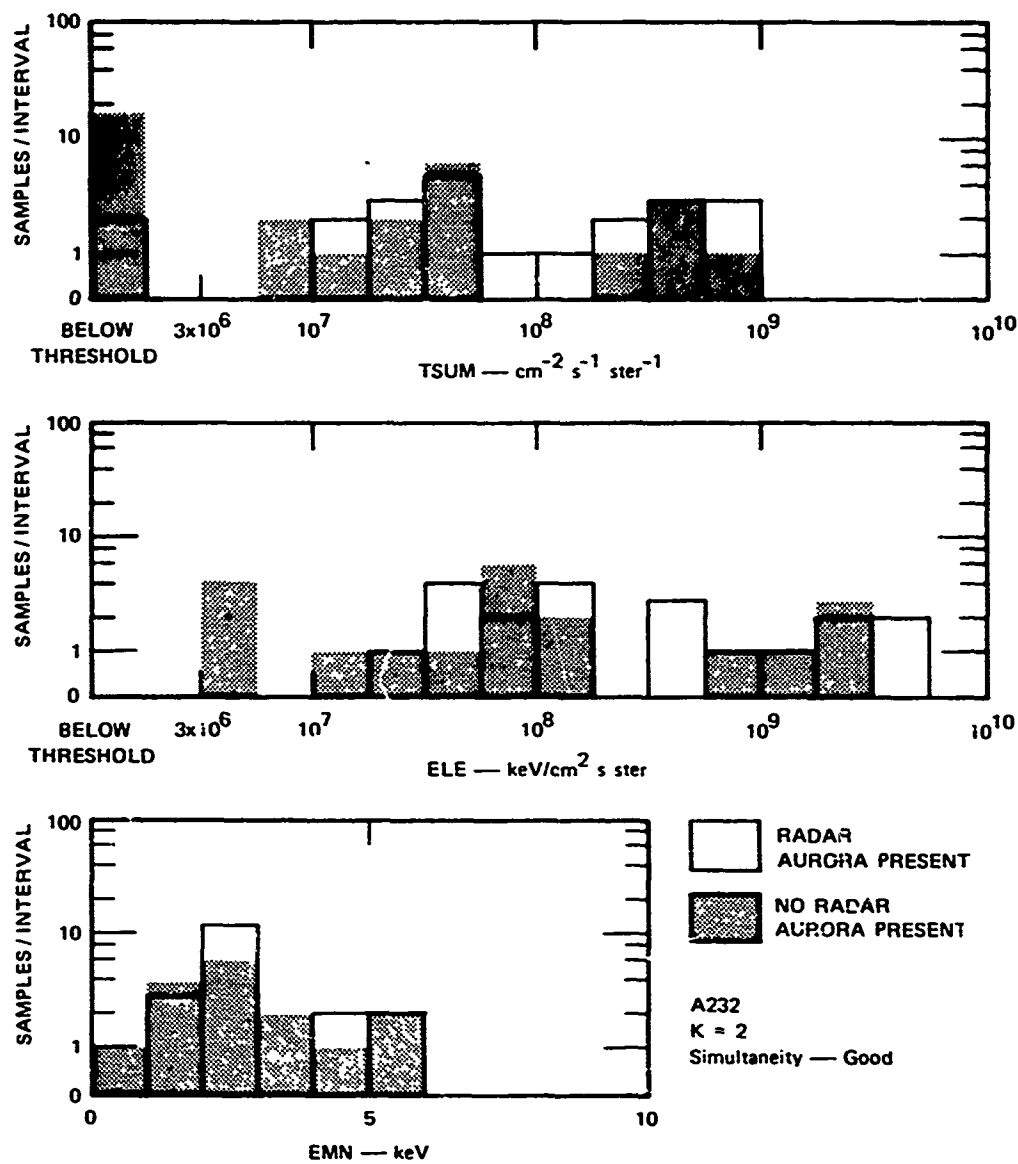 SAMPLES / INTERVAL
100
10
1
0
BELOW THRESHOLD
3x10⁶
10⁷
10⁸
10⁹
10¹⁰
TSUM — cm⁻² s⁻¹ ster⁻¹
SAMPLES / INTERVAL
100
10
1
0
BELOW THRESHOLD
3x10⁶
10⁷
10⁸
10⁹
10¹⁰
ELE — keV/cm² s ster
SAMPLES / INTERVAL
100
10
1
0
0
5
10
EMN — keV
RADAR
AURORA PRESENT
NO RADAR
AURORA PRESENT
A232
K = 2
Simultaneity — Good